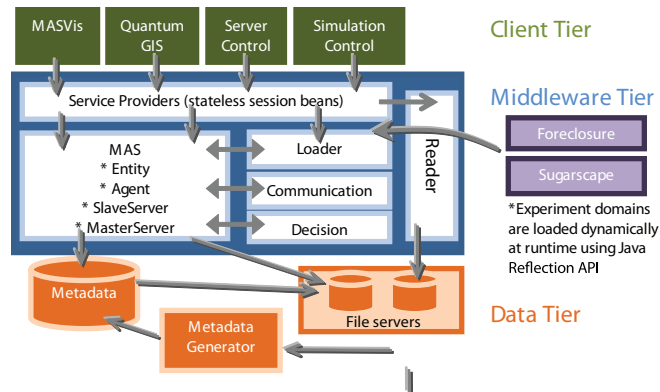 MASVis
Quantum
GIS
Server
Control
Simulation
Control
Client Tier
Service Providers (stateless session beans)
Middleware Tier
MAS
* Entity
* Agent
* SlaveServer
* MasterServer
Loader
Communication
Decision
Reader
Foreclosure
Sugarscape
*Experiment domains
are loaded dynamically
at runtime using Java
Reflection API
Metadata
File servers
Data Tier
Metadata
Generator